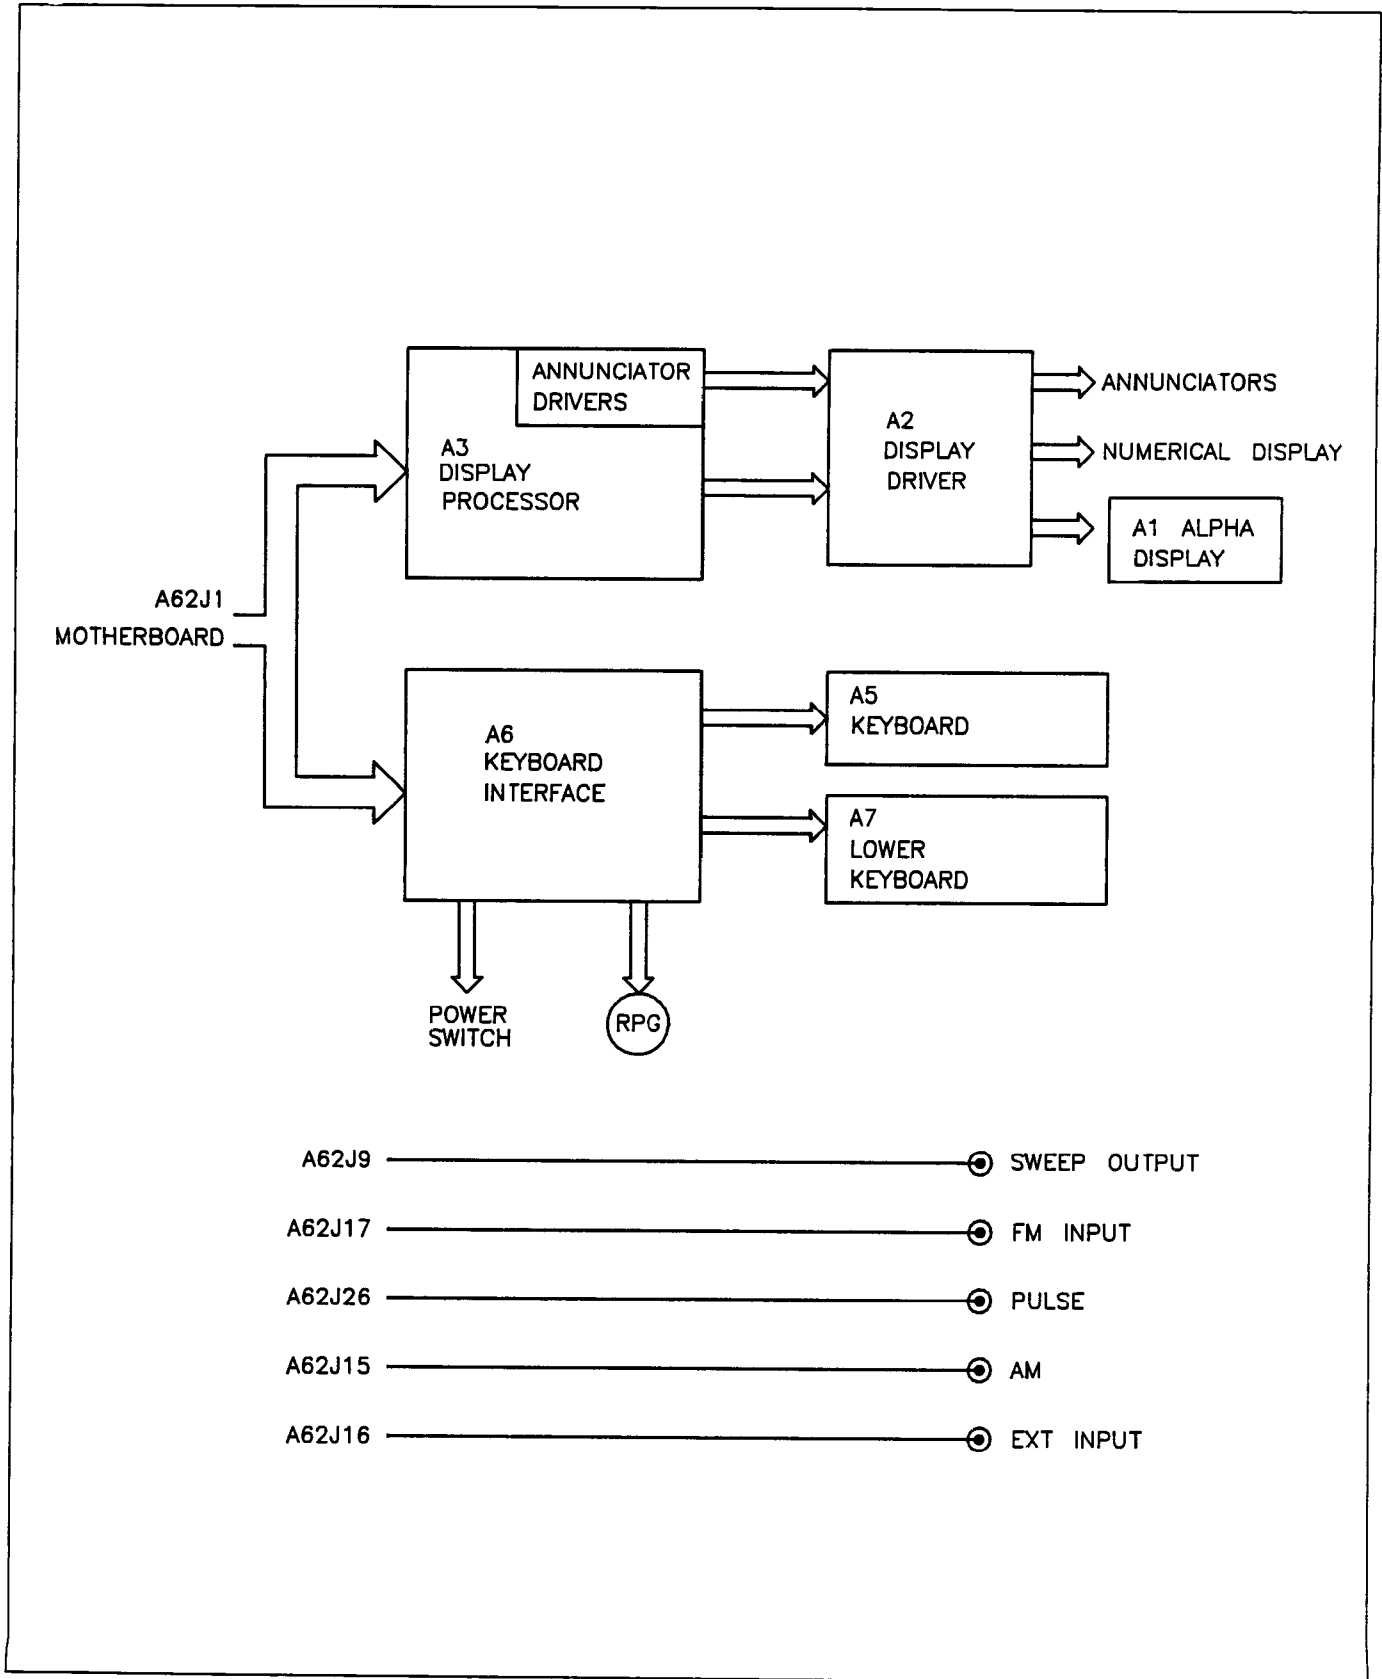 ANNUNCIATOR
DRIVERS
A3
DISPLAY
PROCESSOR
A2
DISPLAY
DRIVER
ANNUNCIATORS
NUMERICAL DISPLAY
A1 ALPHA
DISPLAY
A62J1
MOTHERBOARD
A6
KEYBOARD
INTERFACE
A5
KEYBOARD
A7
LOWER
KEYBOARD
POWER
SWITCH
RPG
A62J9 SWEEP OUTPUT
A62J17 FM INPUT
A62J26 PULSE
A62J15 AM
A62J16 EXT INPUT